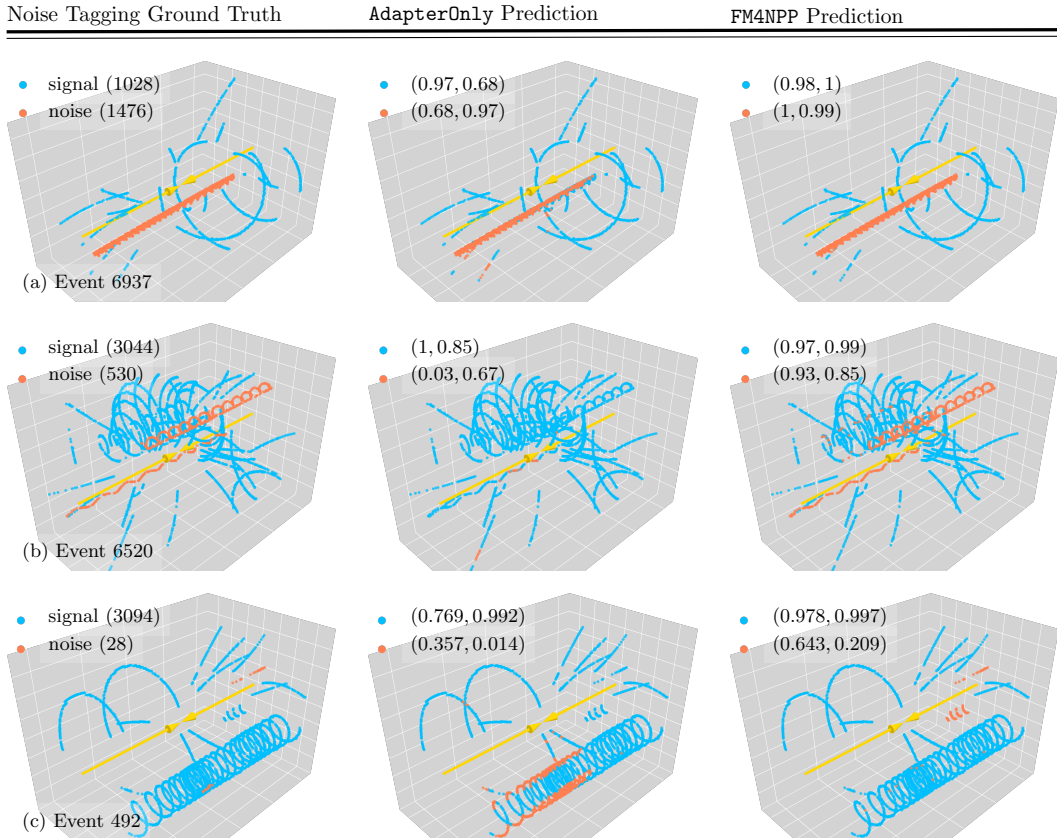 Noise Tagging Ground Truth
AdapterOnly Prediction
FM4NPP Prediction
signal (1028)
noise (1476)
(0.97, 0.68)
(0.68, 0.97)
(0.98, 1)
(1, 0.99)
(a) Event 6937
signal (3044)
noise (530)
(1, 0.85)
(0.03, 0.67)
(0.97, 0.99)
(0.93, 0.85)
(b) Event 6520
signal (3094)
noise (28)
(0.769, 0.992)
(0.357, 0.014)
(0.978, 0.997)
(0.643, 0.209)
(c) Event 492